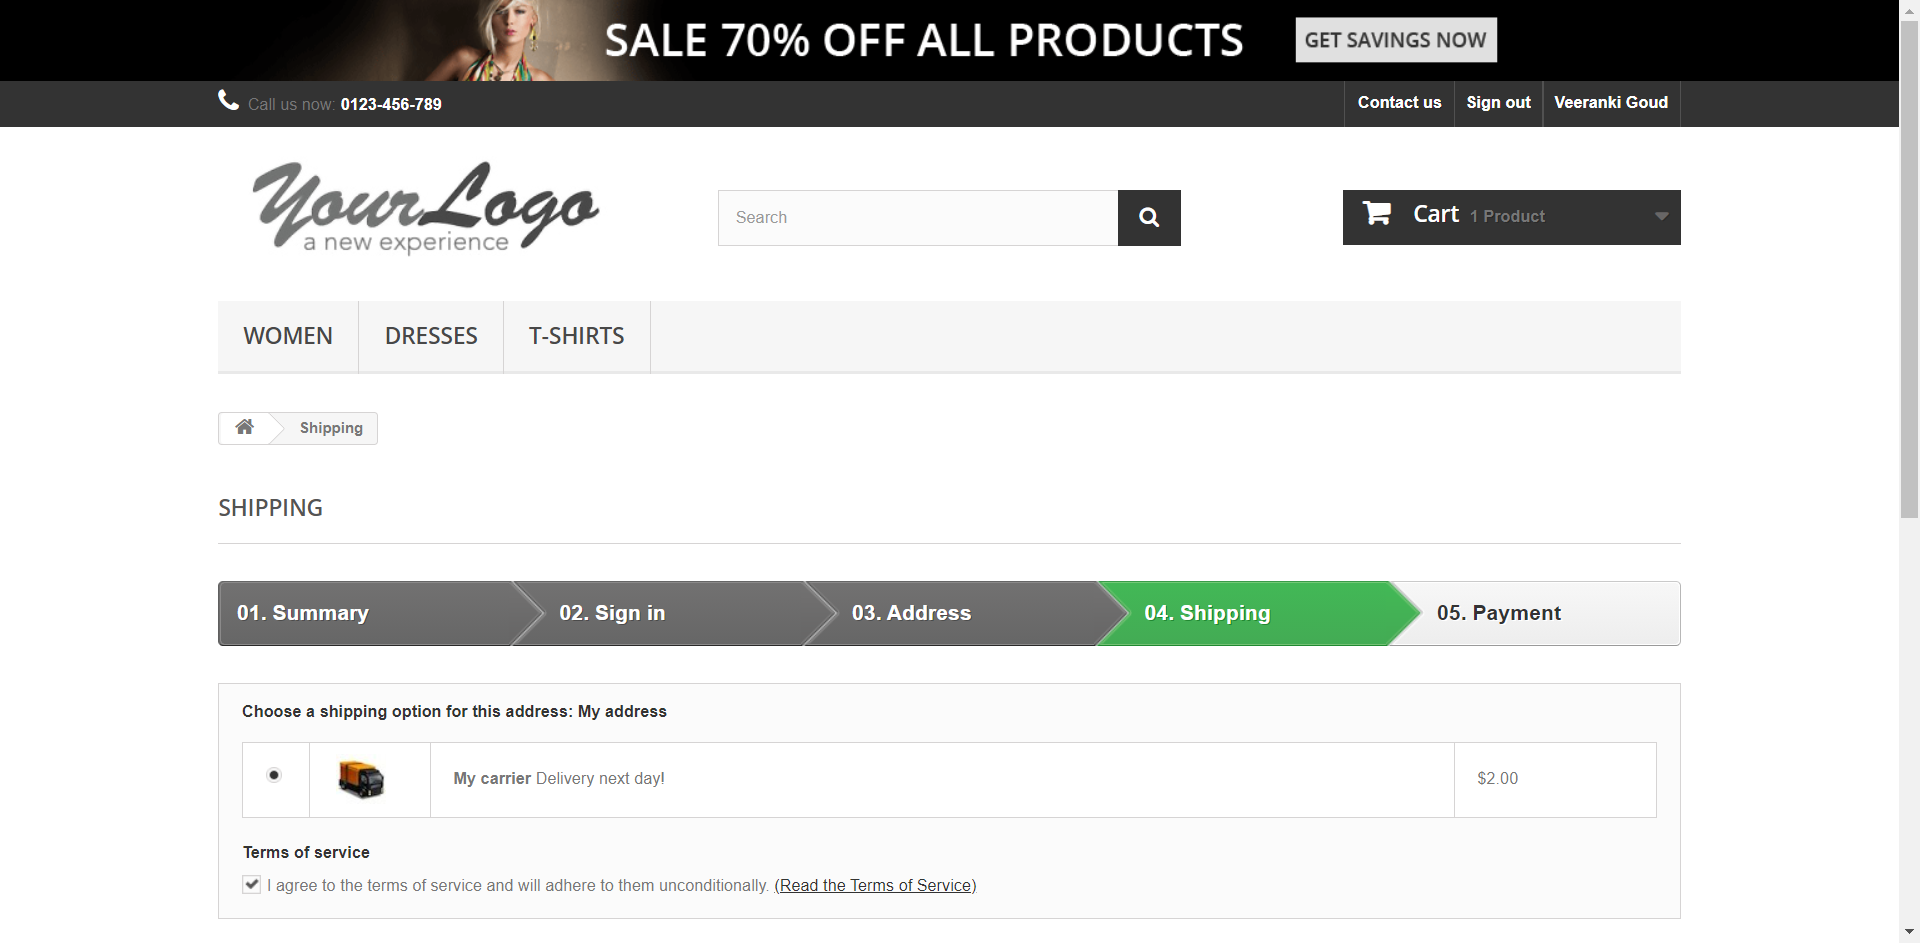 SALE 70% OFF ALL PRODUCTS GET SAVINGS NOW
Call us now: 0123-456-789
Contact us Sign out Veeranki Goud
YourLogo
a new experience
Search
Cart 1 Product
WOMEN DRESSES T-SHIRTS
Shipping
SHIPPING
01. Summary 02. Sign in 03. Address 04. Shipping 05. Payment
Choose a shipping option for this address: My address
My carrier Delivery next day! $2.00
Terms of service
I agree to the terms of service and will adhere to them unconditionally. (Read the Terms of Service)